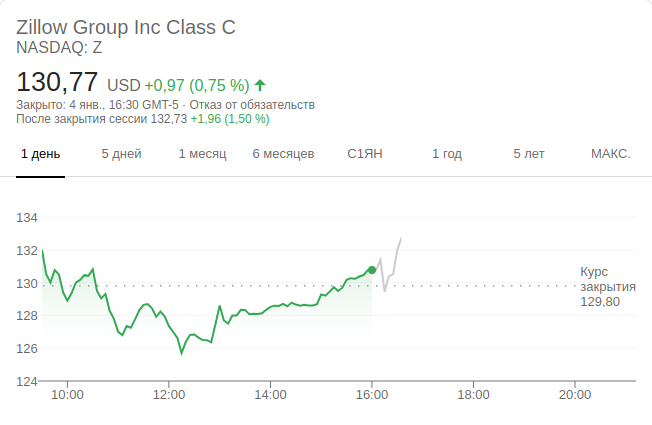 Zillow Group Inc Class C
NASDAQ: Z
130,77 USD +0,97 (0,75 %)
Закрыто: 4 янв., 16:30 GMT-5 · Отказ от обязательств
После закрытия сессии 132,73 +1,96 (1,50 %)
1 день 5 дней 1 месяц 6 месяцев С1ЯН 1 год 5 лет МАКС.
134
132
130
128
126
124
Курс
закрытия
129,80
10:00 12:00 14:00 16:00 18:00 20:00